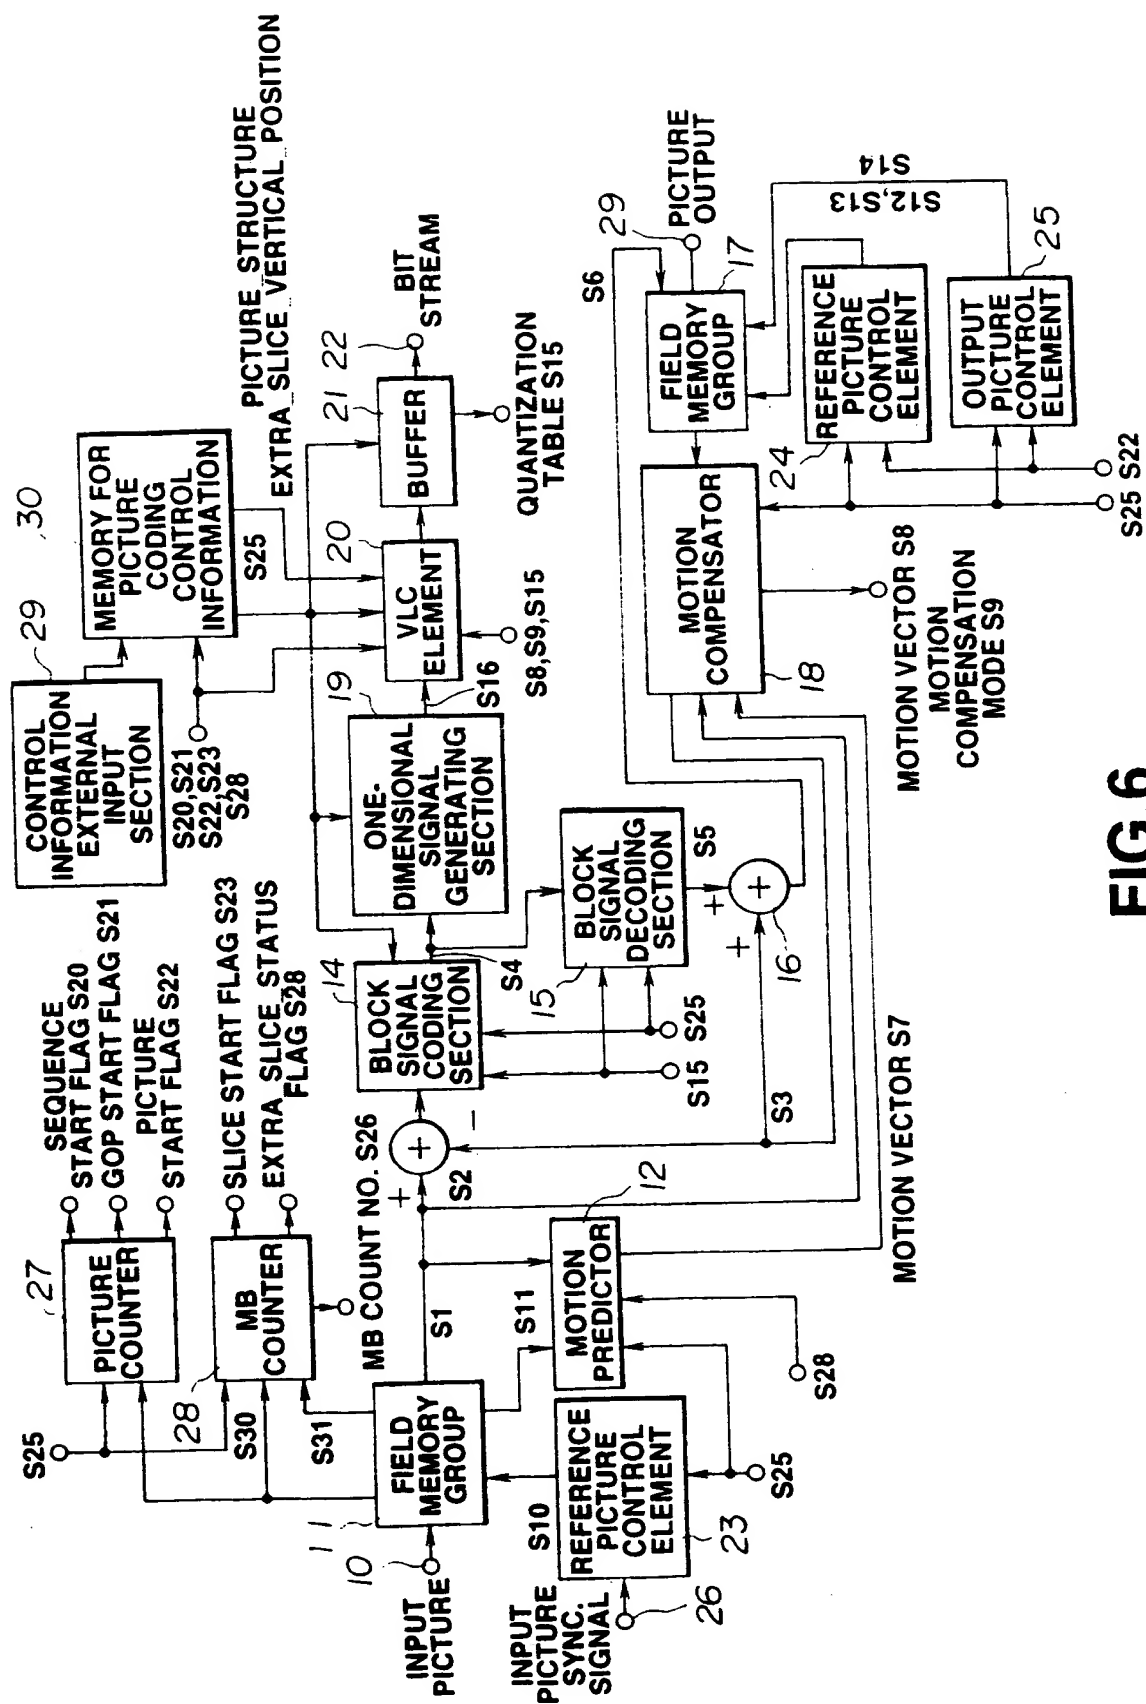 CONTROL
INFORMATION
EXTERNAL
INPUT
SECTION
29
MEMORY FOR
PICTURE
CODING
CONTROL
INFORMATION
30
S20,S21
S22,S23
S28
S25
PICTURE STRUCTURE
EXTRA_SLICE_VERTICAL_POSITION
S25
PICTURE
COUNTER
27
SEQUENCE
START FLAG S20
GOP START FLAG S21
PICTURE
START FLAG S22
MB
COUNTER
28
S30
S31
SLICE START FLAG S23
EXTRA_SLICE_STATUS
FLAG S28
MB COUNT NO. S26
INPUT
PICTURE
10
FIELD
MEMORY
GROUP
11
S1
+
S2
+
−
BLOCK
SIGNAL
CODING
SECTION
14
S4
ONE-
DIMENSIONAL
SIGNAL
GENERATING
SECTION
19
S16
VLC
ELEMENT
20
S8,S9,S15
BUFFER
21
22
BIT
STREAM
QUANTIZATION
TABLE S15
S11
S10
INPUT
PICTURE
SYNC.
SIGNAL
26
REFERENCE
PICTURE
CONTROL
ELEMENT
23
S25
MOTION
PREDICTOR
12
S28
S15
S25
BLOCK
SIGNAL
DECODING
SECTION
15
S5
+
+
+
16
S3
MOTION VECTOR S7
MOTION
COMPENSATOR
18
MOTION VECTOR S8
MOTION
COMPENSATION
MODE S9
S6
FIELD
MEMORY
GROUP
17
29
PICTURE
OUTPUT
REFERENCE
PICTURE
CONTROL
ELEMENT
24
S12,S13
S14
OUTPUT
PICTURE
CONTROL
ELEMENT
25
S25
S22
FIG.6